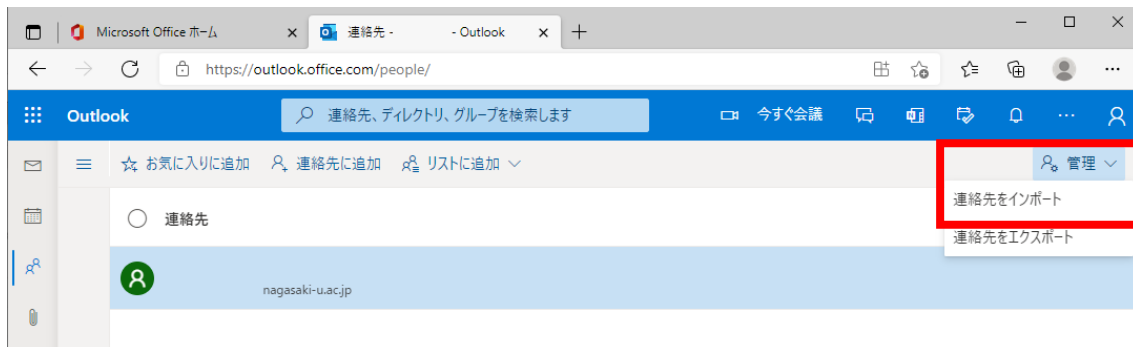 Microsoft Office ホーム
連絡先 - - Outlook
https://outlook.office.com/people/
Outlook
連絡先、ディレクトリ、グループを検索します
今すぐ会議
お気に入りに追加
連絡先に追加
リストに追加
管理
連絡先をインポート
連絡先をエクスポート
連絡先
nagasaki-u.ac.jp